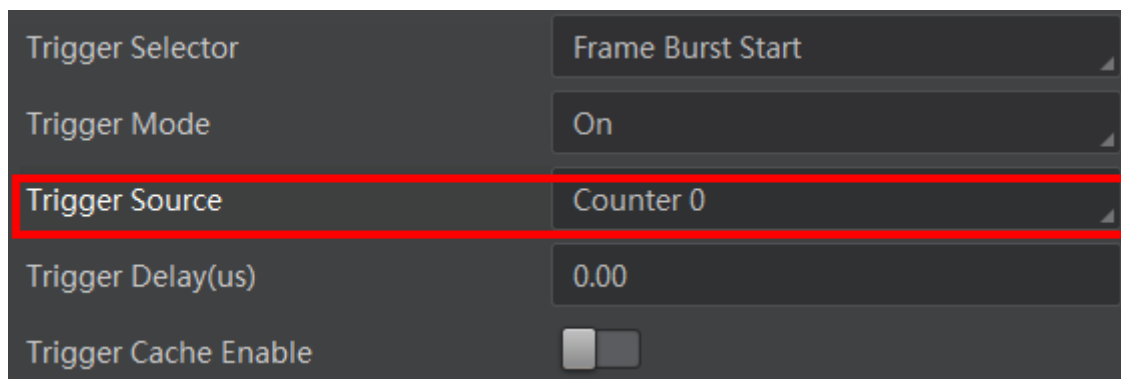 Trigger Selector Frame Burst Start
Trigger Mode On
Trigger Source Counter 0
Trigger Delay(us) 0.00
Trigger Cache Enable